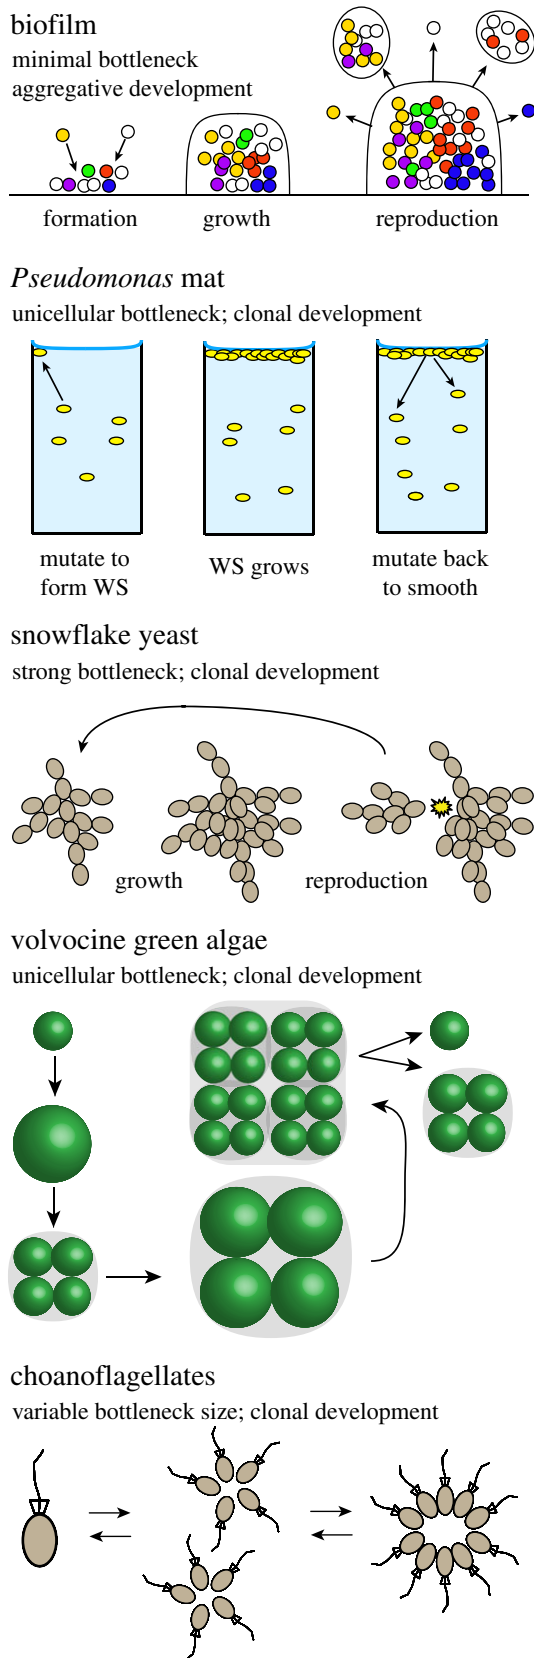 biofilm
minimal bottleneck
aggregative development
formation
growth
reproduction
Pseudomonas mat
unicellular bottleneck; clonal development
mutate to
form WS
WS grows
mutate back
to smooth
snowflake yeast
strong bottleneck; clonal development
growth
reproduction
volvocine green algae
unicellular bottleneck; clonal development
choanoflagellates
variable bottleneck size; clonal development